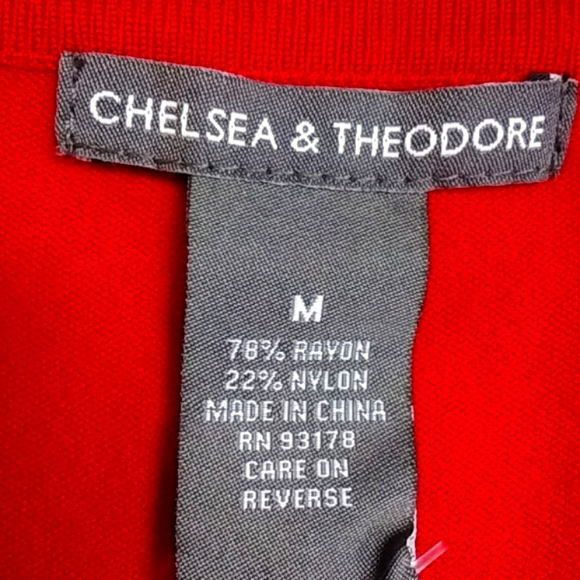 CHELSEA & THEODORE
M
78% RAYON
22% NYLON
MADE IN CHINA
RN 93178
CARE ON
REVERSE